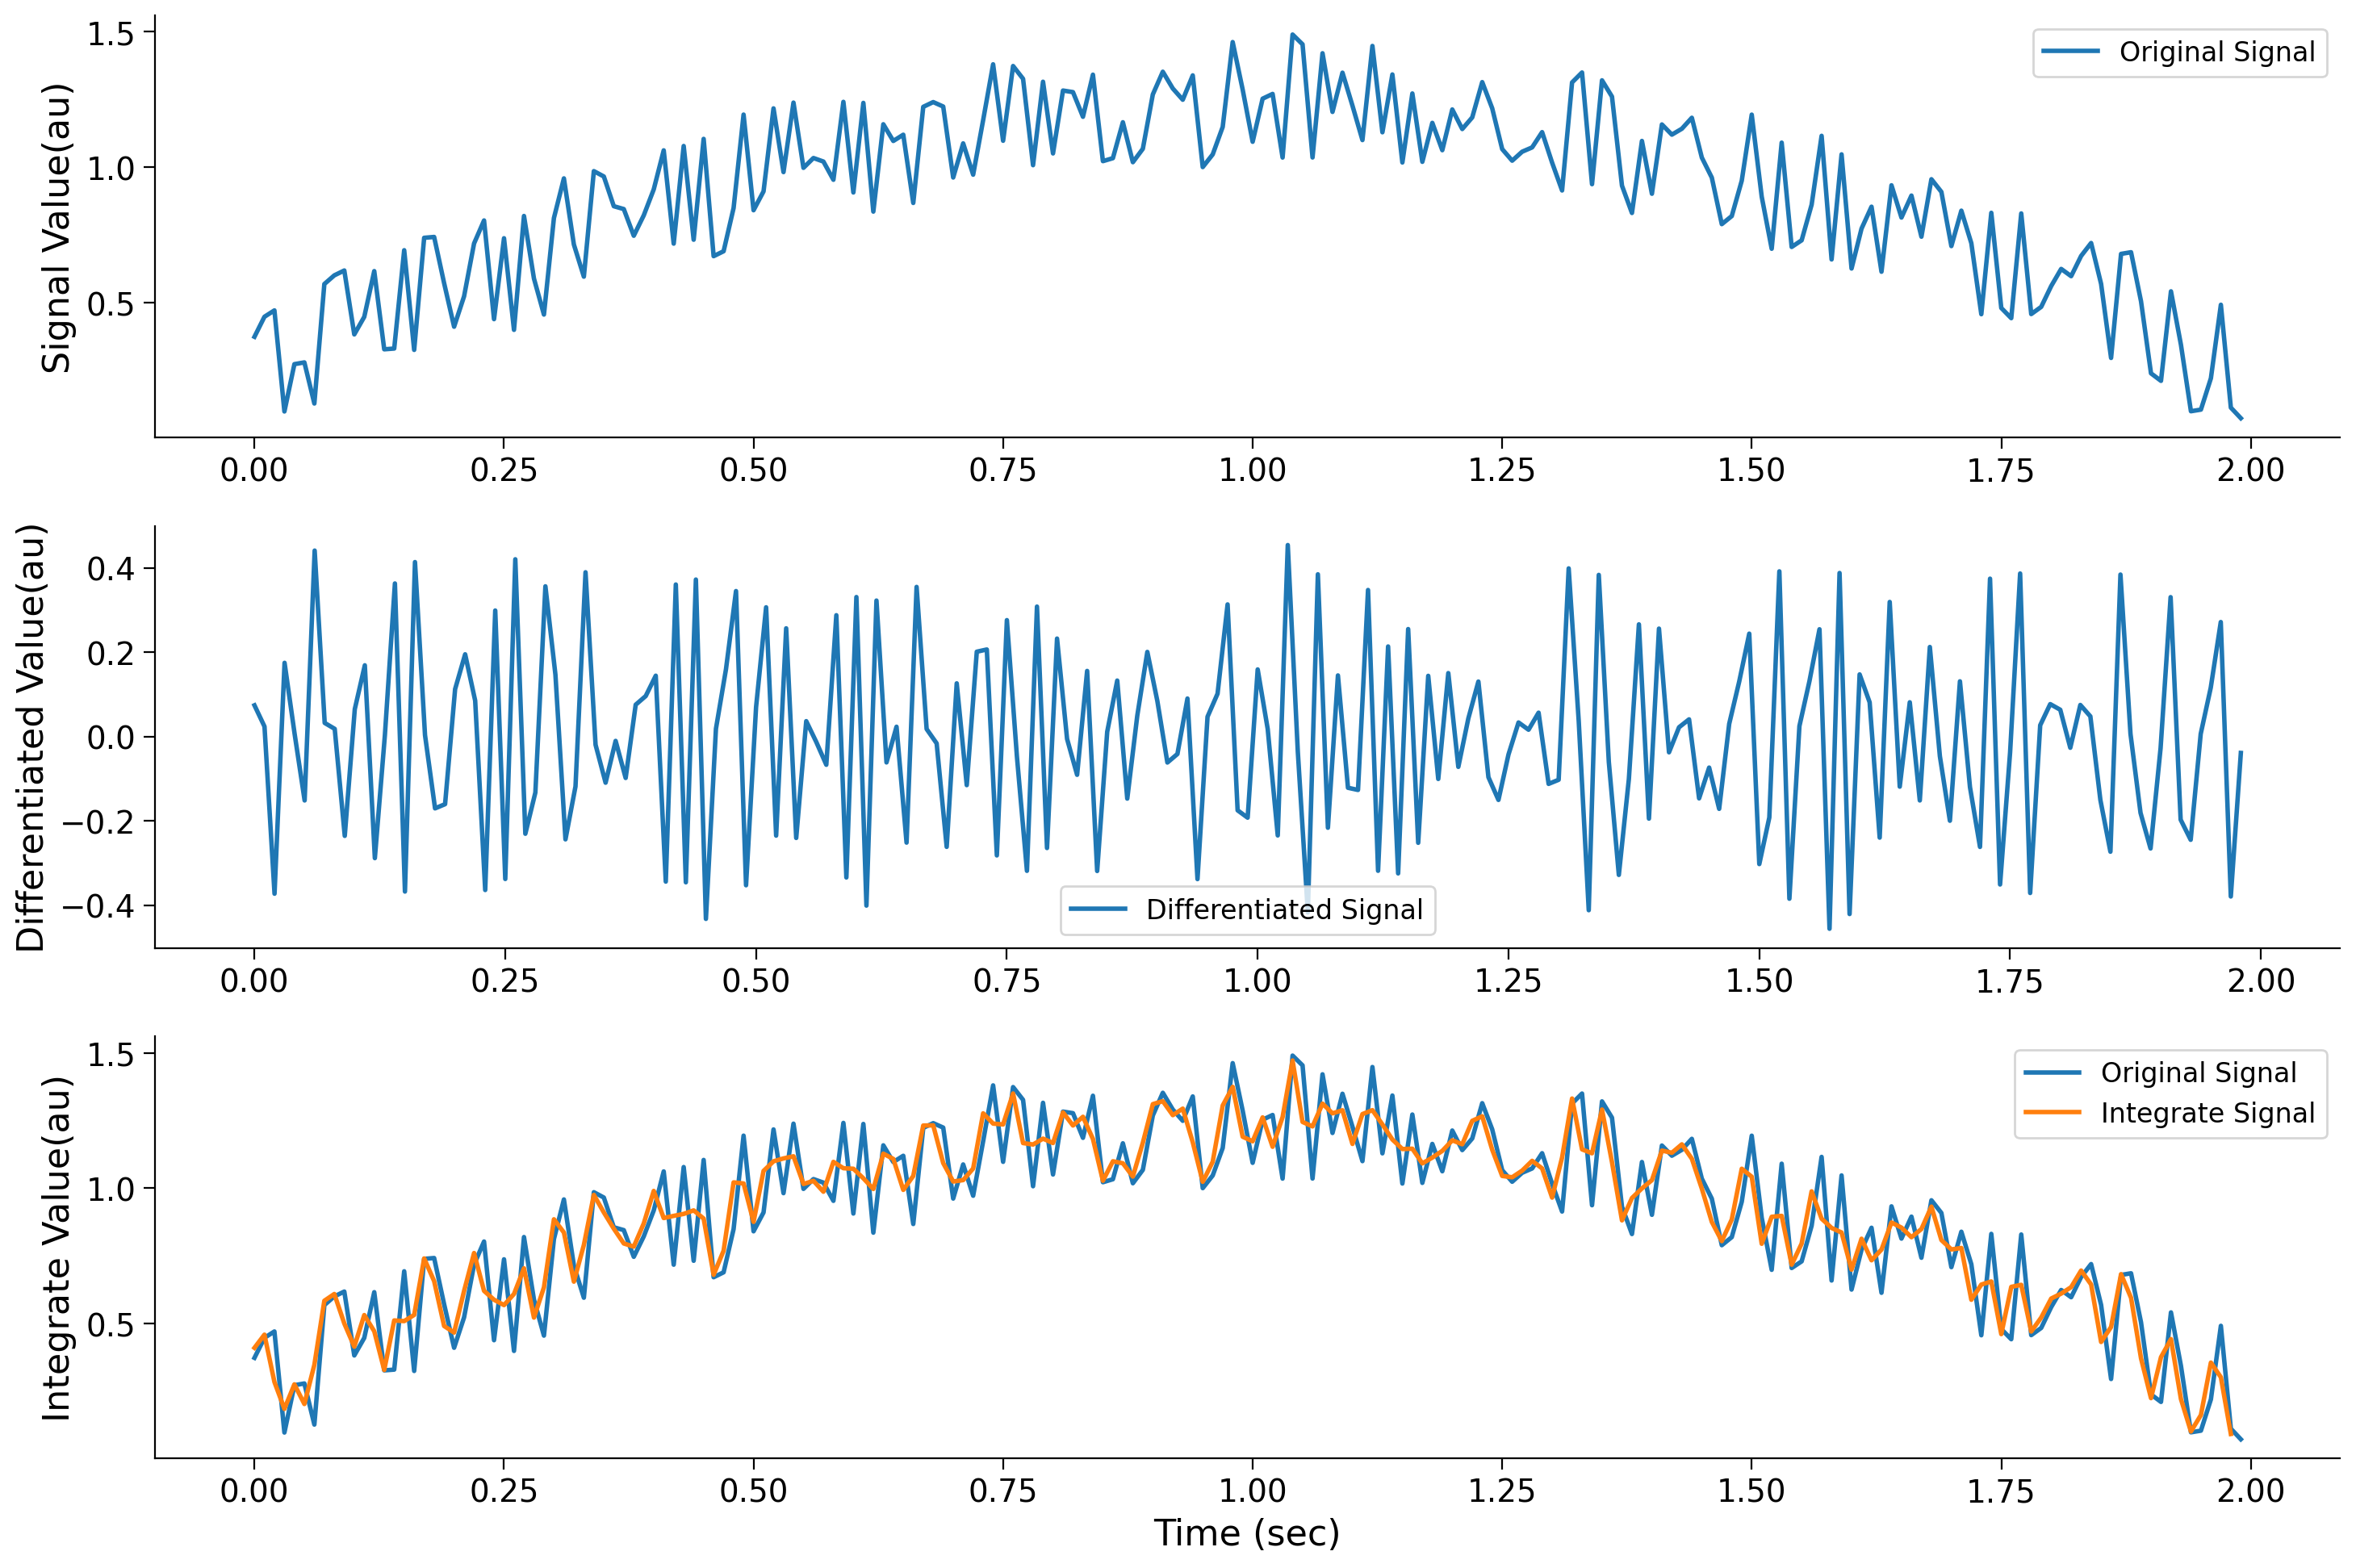 Signal Value(au)
1.5
1.0
0.5
Original Signal
0.00 0.25 0.50 0.75 1.00 1.25 1.50 1.75 2.00
Differentiated Value(au)
0.4
0.2
0.0
−0.2
−0.4
Differentiated Signal
0.00 0.25 0.50 0.75 1.00 1.25 1.50 1.75 2.00
Integrate Value(au)
1.5
1.0
0.5
Original Signal
Integrate Signal
0.00 0.25 0.50 0.75 1.00 1.25 1.50 1.75 2.00
Time (sec)